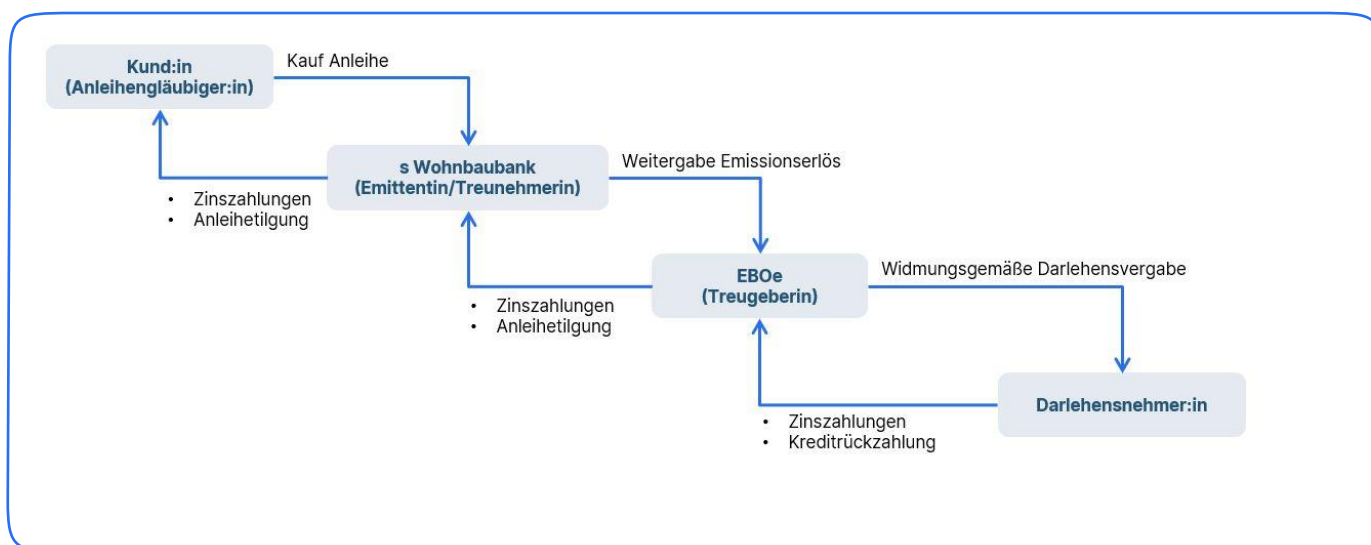 Kund:in
(Anleihengläubiger:in)
Kauf Anleihe
s Wohnbaubank
(Emittentin/Treunehmerin)
Weitergabe Emissionserlös
• Zinszahlungen
• Anleihetilgung
EBOe
(Treugeberin)
Widmungsgemäße Darlehensvergabe
• Zinszahlungen
• Anleihetilgung
Darlehensnehmer:in
• Zinszahlungen
• Kreditrückzahlung